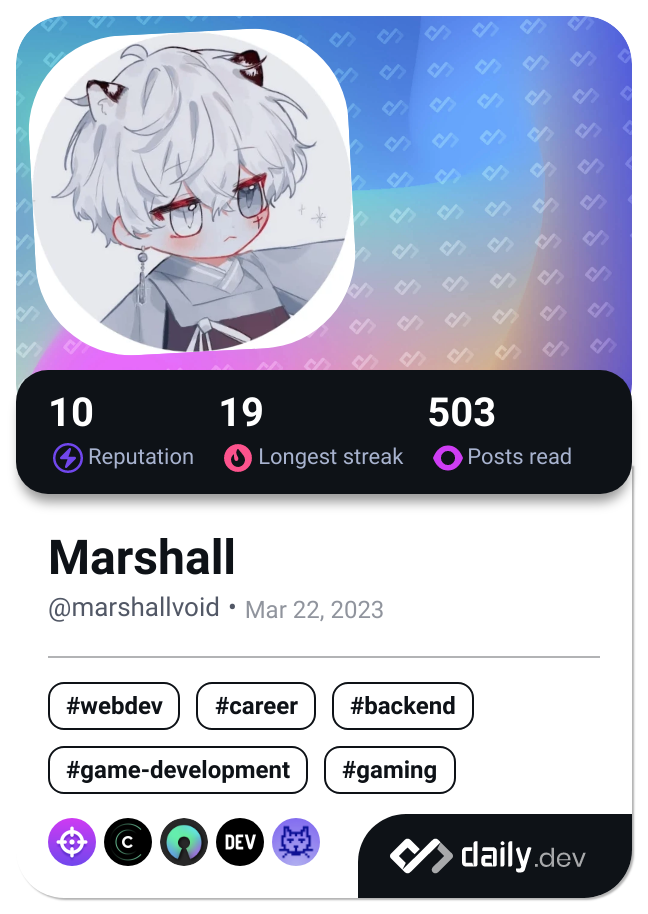 10 19 503
Reputation Longest streak Posts read
Marshall
@marshallvoid • Mar 22, 2023
#webdev #career #backend
#game-development #gaming
C DEV
daily.dev